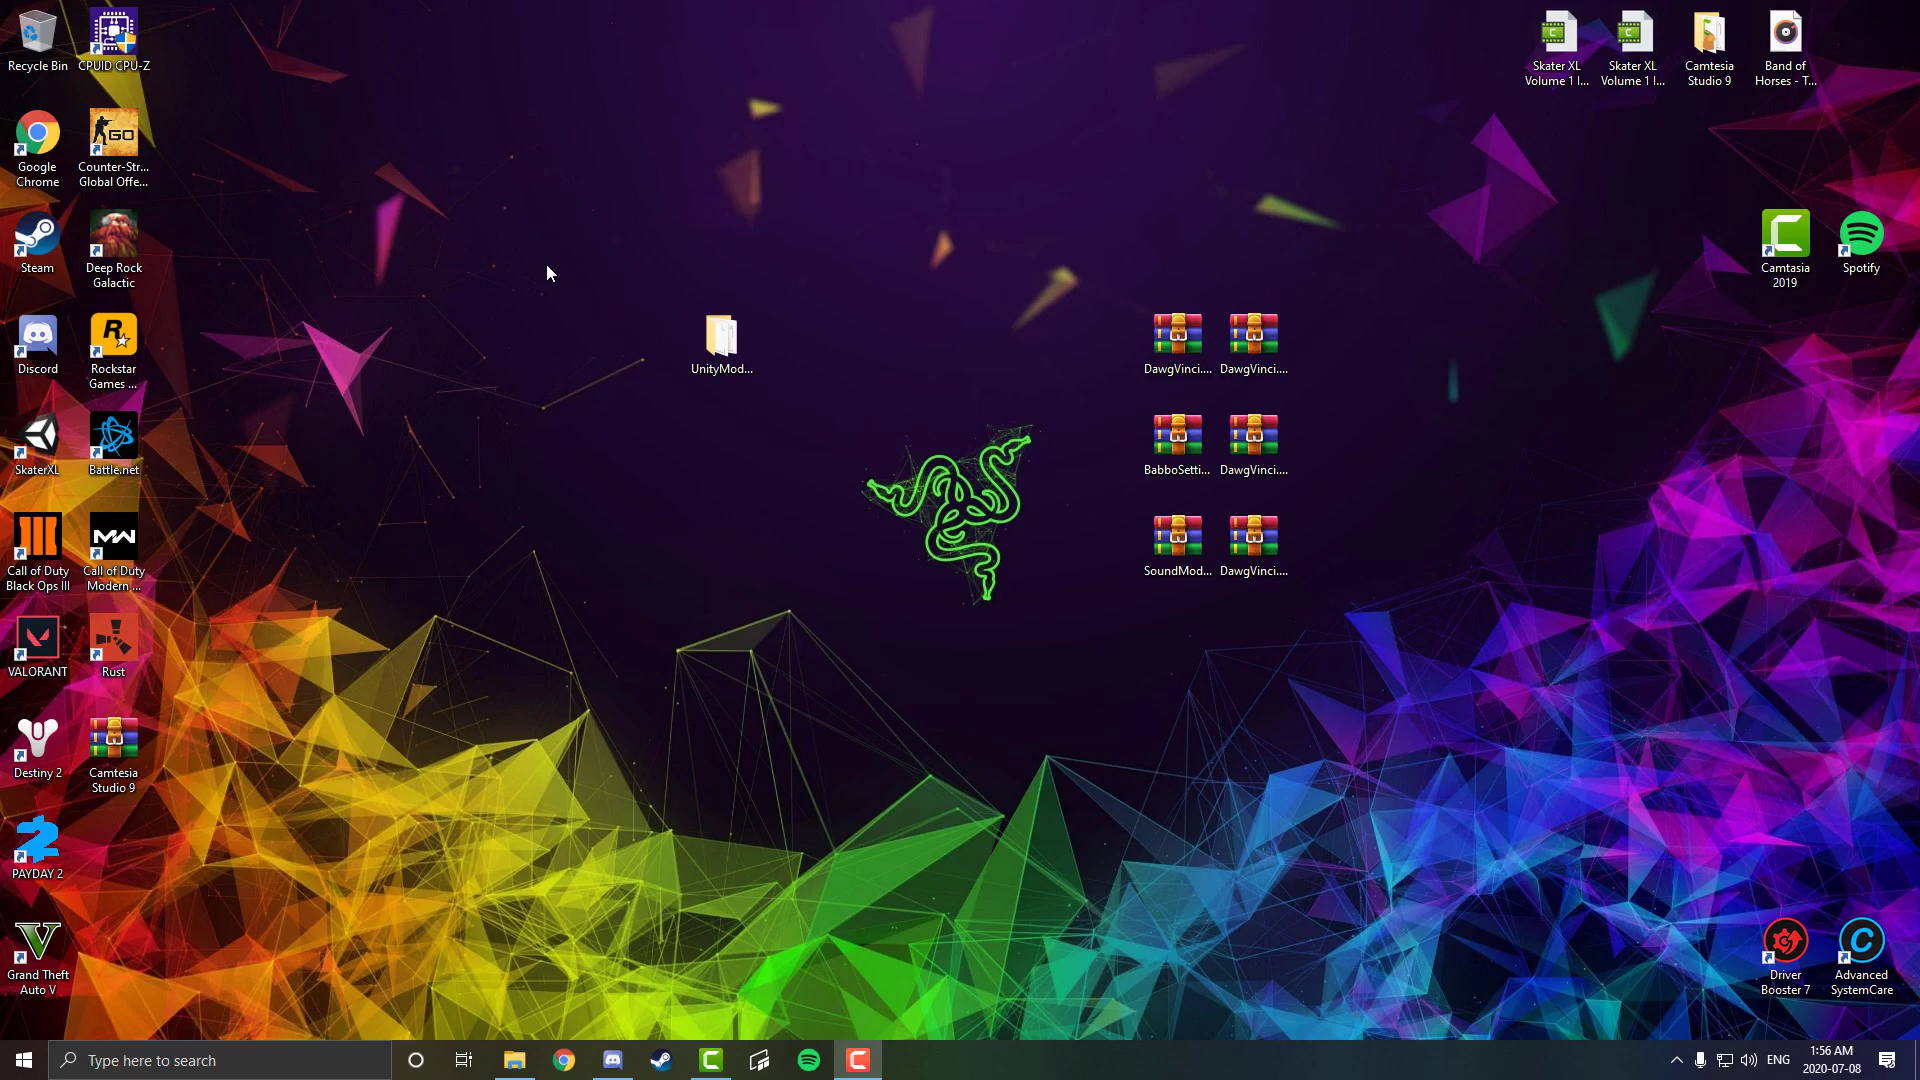 Recycle Bin
CPUID CPU-Z
Skater XL
Volume 1 I...
Skater XL
Volume 1 I...
Camtesia
Studio 9
Band of
Horses - T...
Google
Chrome
GO
Counter-Str...
Global Offe...
Steam
Deep Rock
Galactic
Camtasia
2019
Spotify
Discord
Rockstar
Games ...
UnityMod...
DawgVinci....
DawgVinci....
SkaterXL
Battle.net
BabboSetti...
DawgVinci....
Call of Duty
Black Ops III
MW
Call of Duty
Modern ...
SoundMod...
DawgVinci....
VALORANT
Rust
Destiny 2
Camtesia
Studio 9
PAYDAY 2
Grand Theft
Auto V
Driver
Booster 7
Advanced
SystemCare
Type here to search
ENG
1:56 AM
2020-07-08